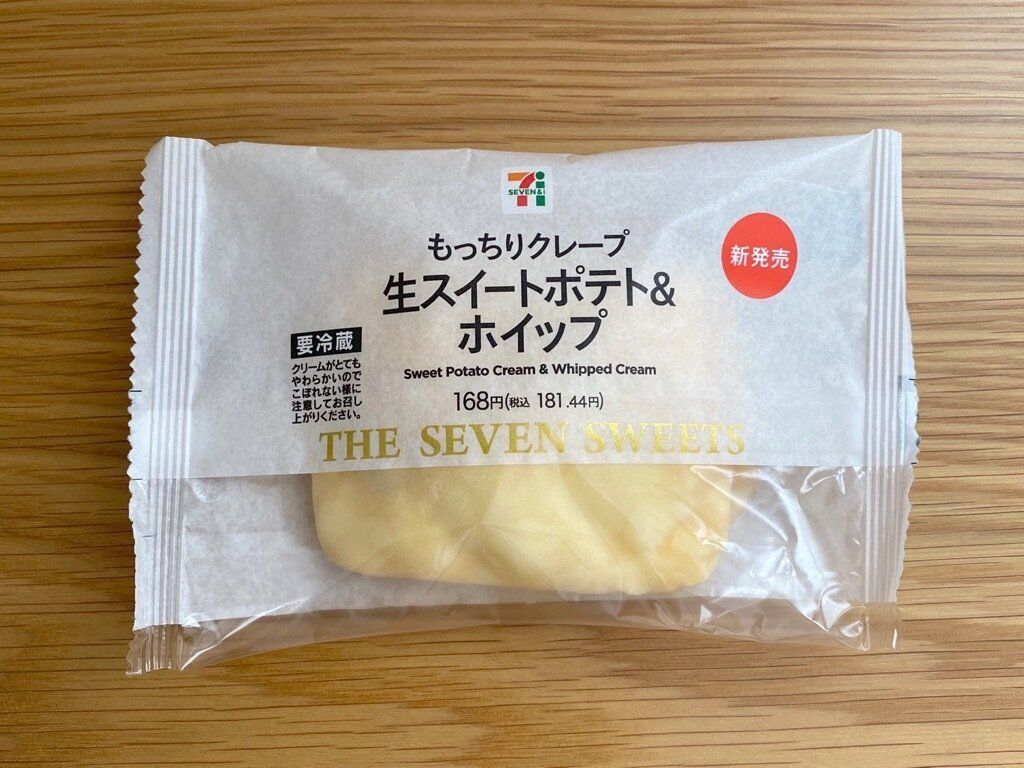 SEVEN&i
もっちりクレープ
生スイートポテト&
ホイップ
新発売
Sweet Potato Cream & Whipped Cream
168円(税込 181.44円)
要冷蔵
クリームがとても
やわらかいので
こぼれない様に
注意してお召し
上がりください。
THE SEVEN SWEETS